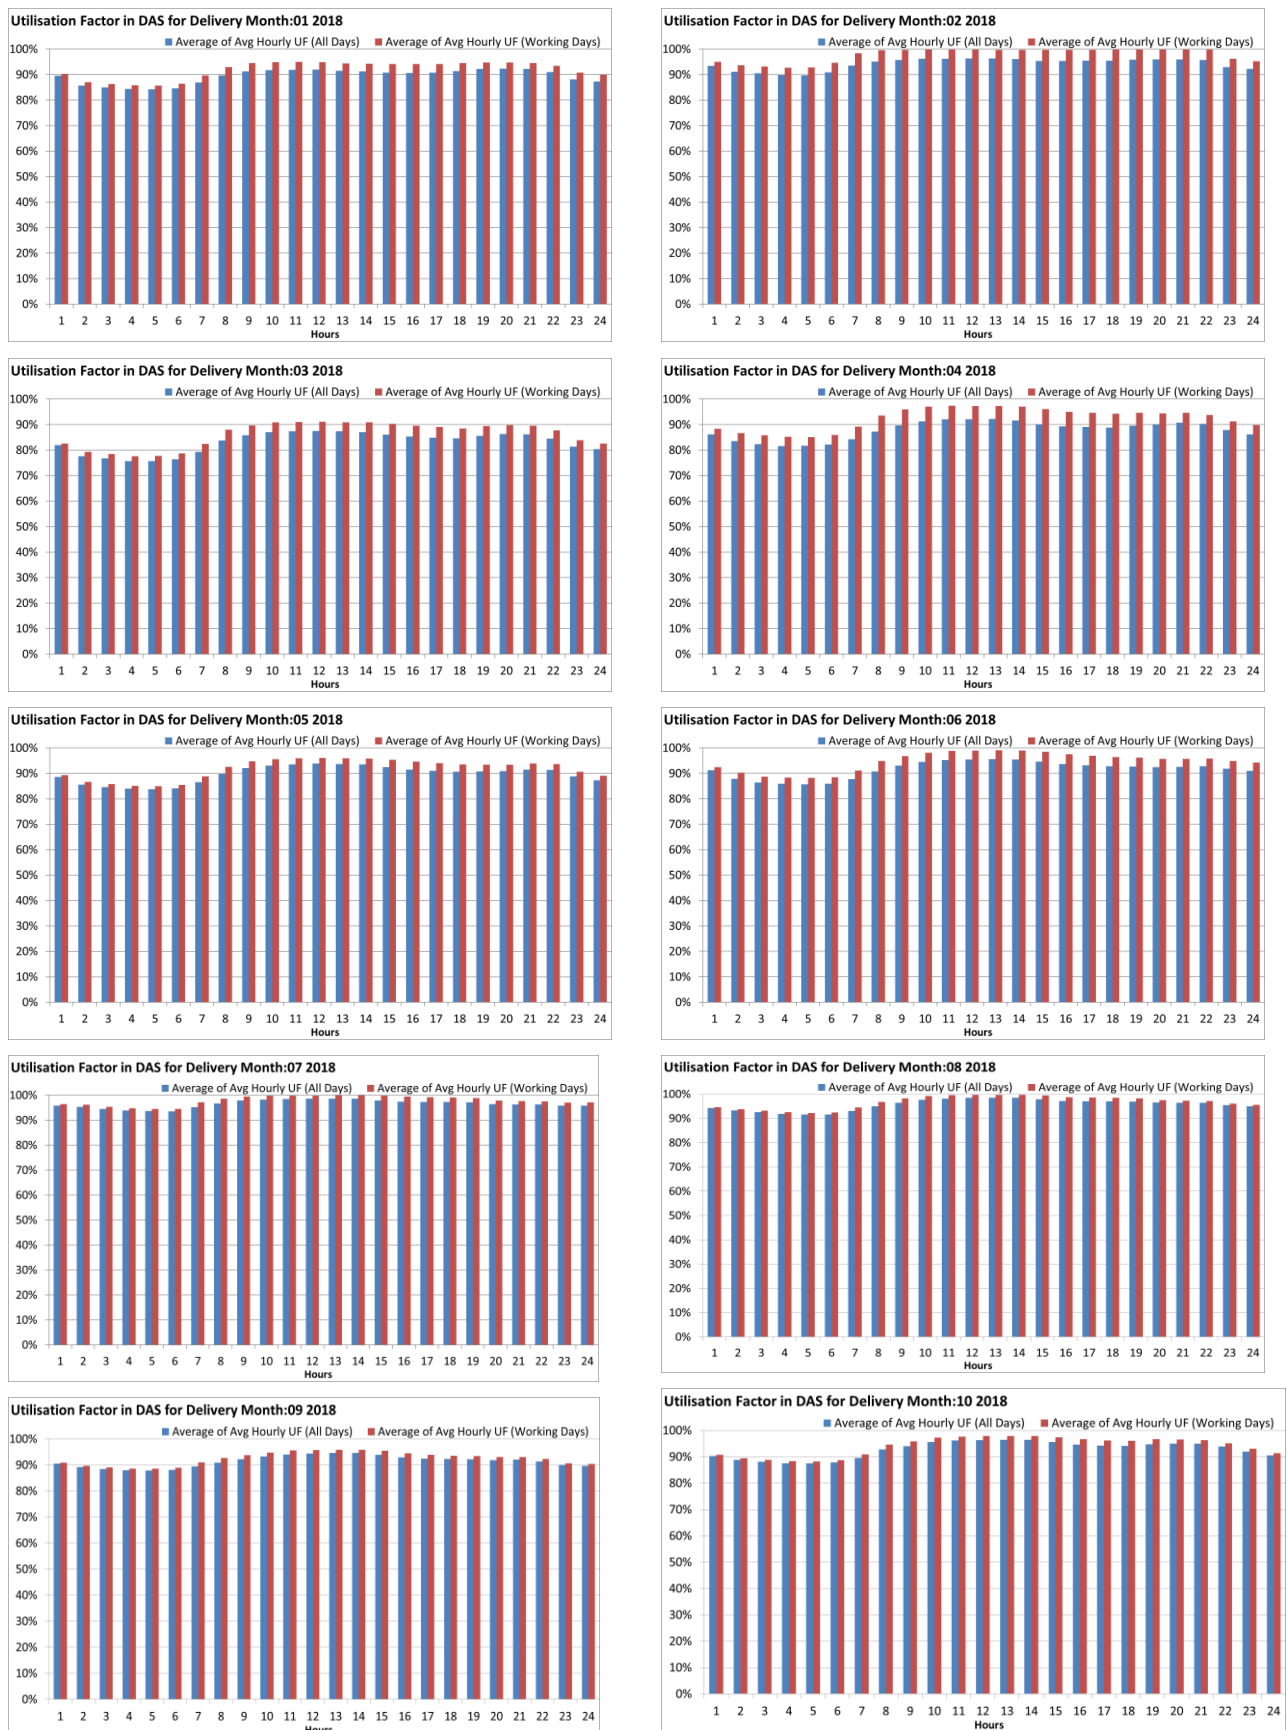 Utilisation Factor in DAS for Delivery Month:01 2018
Average of Avg Hourly UF (All Days) Average of Avg Hourly UF (Working Days)
100%
90%
80%
70%
60%
50%
40%
30%
20%
10%
0%
1 2 3 4 5 6 7 8 9 10 11 12 13 14 15 16 17 18 19 20 21 22 23 24
Hours
Utilisation Factor in DAS for Delivery Month:02 2018
Average of Avg Hourly UF (All Days) Average of Avg Hourly UF (Working Days)
100%
90%
80%
70%
60%
50%
40%
30%
20%
10%
0%
1 2 3 4 5 6 7 8 9 10 11 12 13 14 15 16 17 18 19 20 21 22 23 24
Hours
Utilisation Factor in DAS for Delivery Month:03 2018
Average of Avg Hourly UF (All Days) Average of Avg Hourly UF (Working Days)
100%
90%
80%
70%
60%
50%
40%
30%
20%
10%
0%
1 2 3 4 5 6 7 8 9 10 11 12 13 14 15 16 17 18 19 20 21 22 23 24
Hours
Utilisation Factor in DAS for Delivery Month:04 2018
Average of Avg Hourly UF (All Days) Average of Avg Hourly UF (Working Days)
100%
90%
80%
70%
60%
50%
40%
30%
20%
10%
0%
1 2 3 4 5 6 7 8 9 10 11 12 13 14 15 16 17 18 19 20 21 22 23 24
Hours
Utilisation Factor in DAS for Delivery Month:05 2018
Average of Avg Hourly UF (All Days) Average of Avg Hourly UF (Working Days)
100%
90%
80%
70%
60%
50%
40%
30%
20%
10%
0%
1 2 3 4 5 6 7 8 9 10 11 12 13 14 15 16 17 18 19 20 21 22 23 24
Hours
Utilisation Factor in DAS for Delivery Month:06 2018
Average of Avg Hourly UF (All Days) Average of Avg Hourly UF (Working Days)
100%
90%
80%
70%
60%
50%
40%
30%
20%
10%
0%
1 2 3 4 5 6 7 8 9 10 11 12 13 14 15 16 17 18 19 20 21 22 23 24
Hours
Utilisation Factor in DAS for Delivery Month:07 2018
Average of Avg Hourly UF (All Days) Average of Avg Hourly UF (Working Days)
100%
90%
80%
70%
60%
50%
40%
30%
20%
10%
0%
1 2 3 4 5 6 7 8 9 10 11 12 13 14 15 16 17 18 19 20 21 22 23 24
Hours
Utilisation Factor in DAS for Delivery Month:08 2018
Average of Avg Hourly UF (All Days) Average of Avg Hourly UF (Working Days)
100%
90%
80%
70%
60%
50%
40%
30%
20%
10%
0%
1 2 3 4 5 6 7 8 9 10 11 12 13 14 15 16 17 18 19 20 21 22 23 24
Hours
Utilisation Factor in DAS for Delivery Month:09 2018
Average of Avg Hourly UF (All Days) Average of Avg Hourly UF (Working Days)
100%
90%
80%
70%
60%
50%
40%
30%
20%
10%
0%
1 2 3 4 5 6 7 8 9 10 11 12 13 14 15 16 17 18 19 20 21 22 23 24
Hours
Utilisation Factor in DAS for Delivery Month:10 2018
Average of Avg Hourly UF (All Days) Average of Avg Hourly UF (Working Days)
100%
90%
80%
70%
60%
50%
40%
30%
20%
10%
0%
1 2 3 4 5 6 7 8 9 10 11 12 13 14 15 16 17 18 19 20 21 22 23 24
Hours